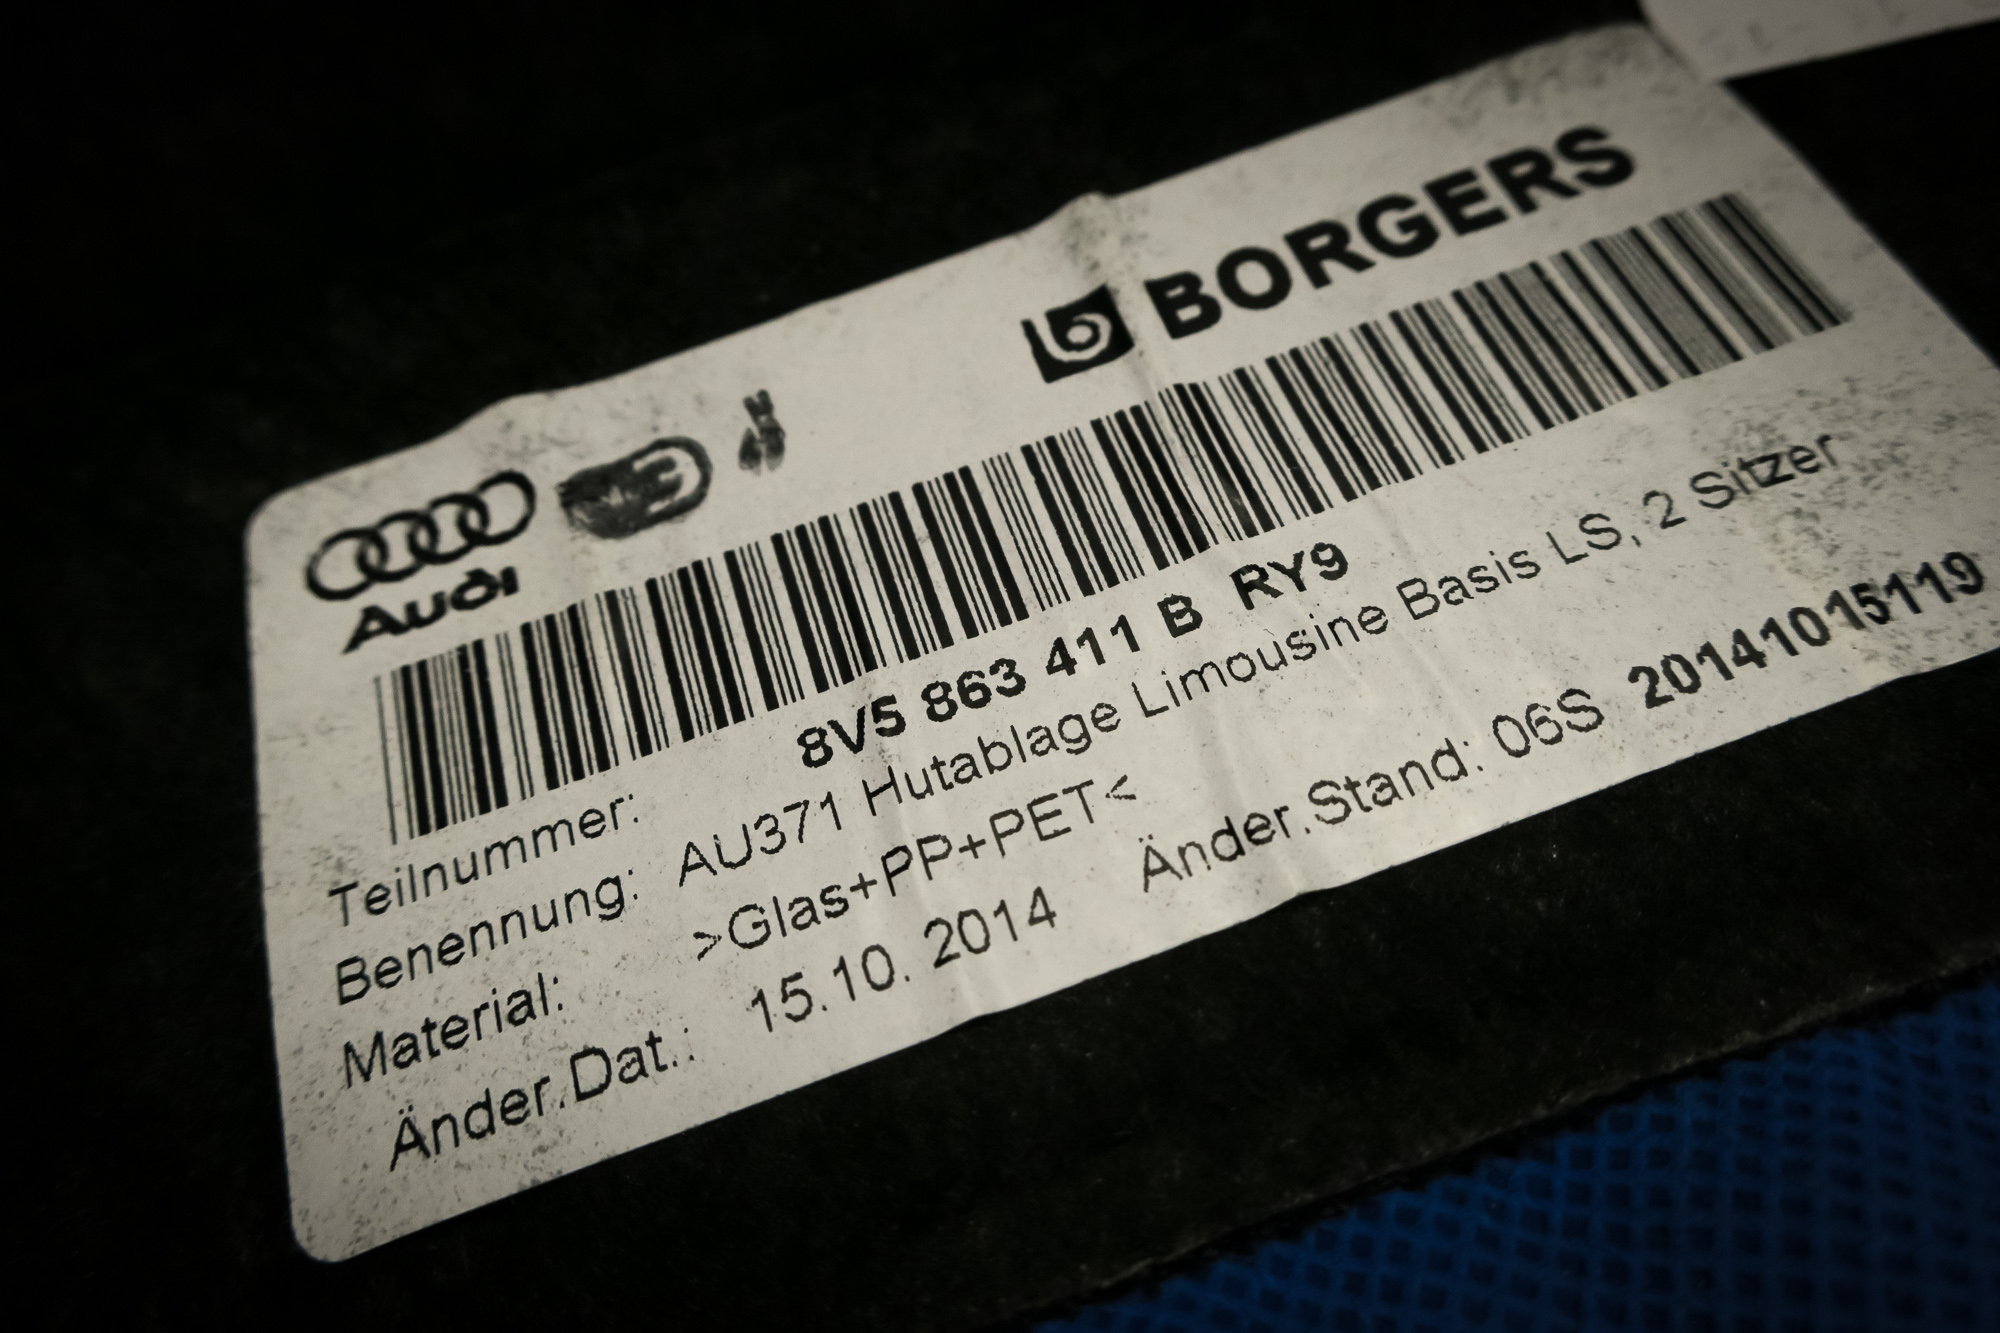 BORGERS
Audi
8V5 863 411 B RY9
Teilnummer:
Benennung: AU371 Hutablage Limousine Basis LS, 2 Sitzer
Material: >Glas+PP+PET<
Änder.Dat.: 15.10. 2014 Änder.Stand: 06S 20141015119